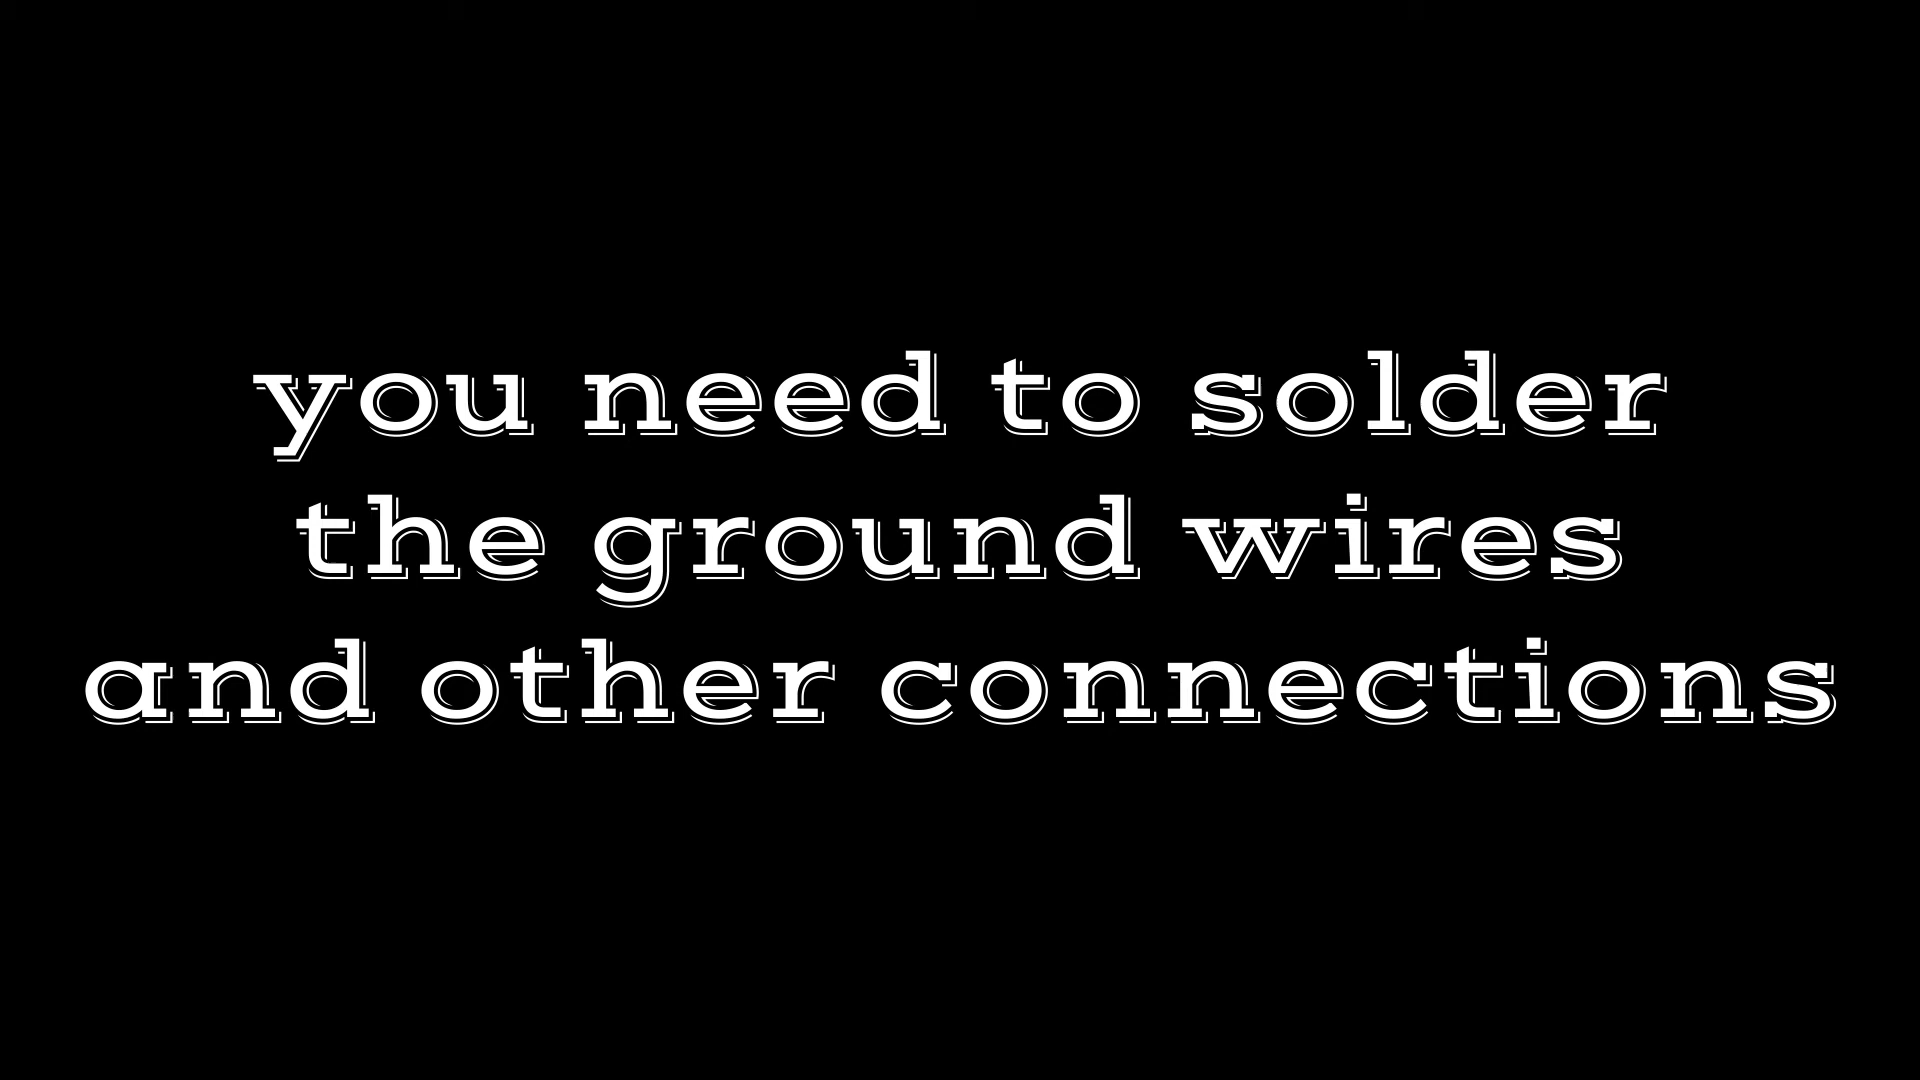 you need to solder
the ground wires
and other connections